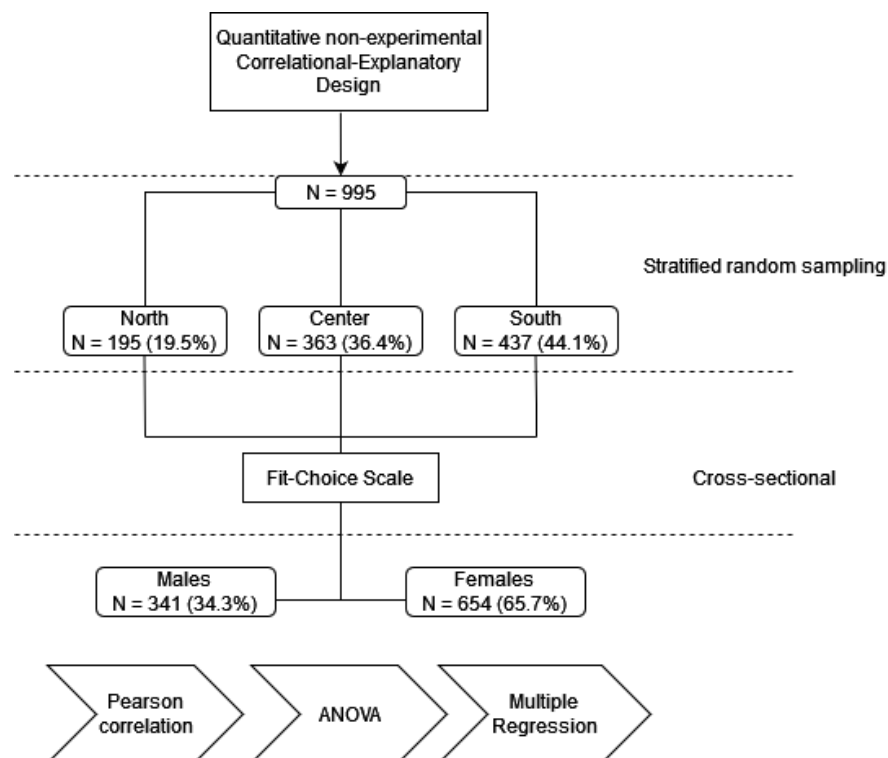 Quantitative non-experimental
Correlational-Explanatory
Design
N = 995
Stratified random sampling
North
N = 195 (19.5%)
Center
N = 363 (36.4%)
South
N = 437 (44.1%)
Fit-Choice Scale
Cross-sectional
Males
N = 341 (34.3%)
Females
N = 654 (65.7%)
Pearson
correlation
ANOVA
Multiple
Regression